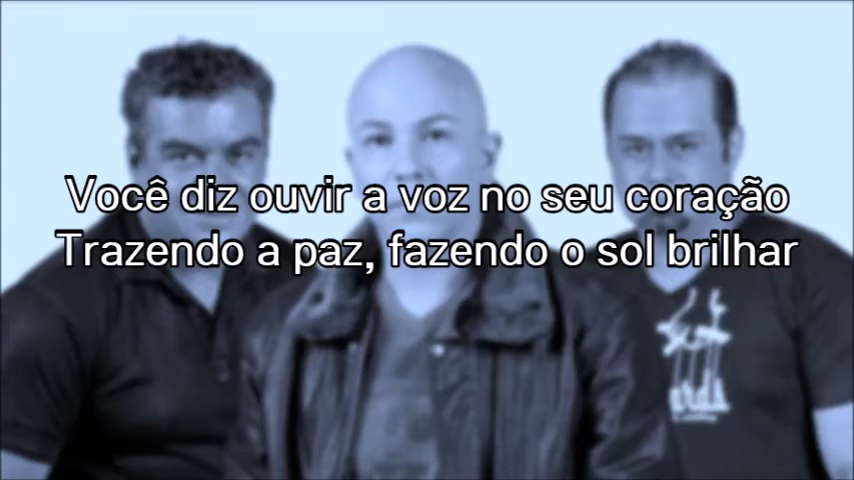 Você diz ouvir a voz no seu coração
Trazendo a paz, fazendo o sol brilhar